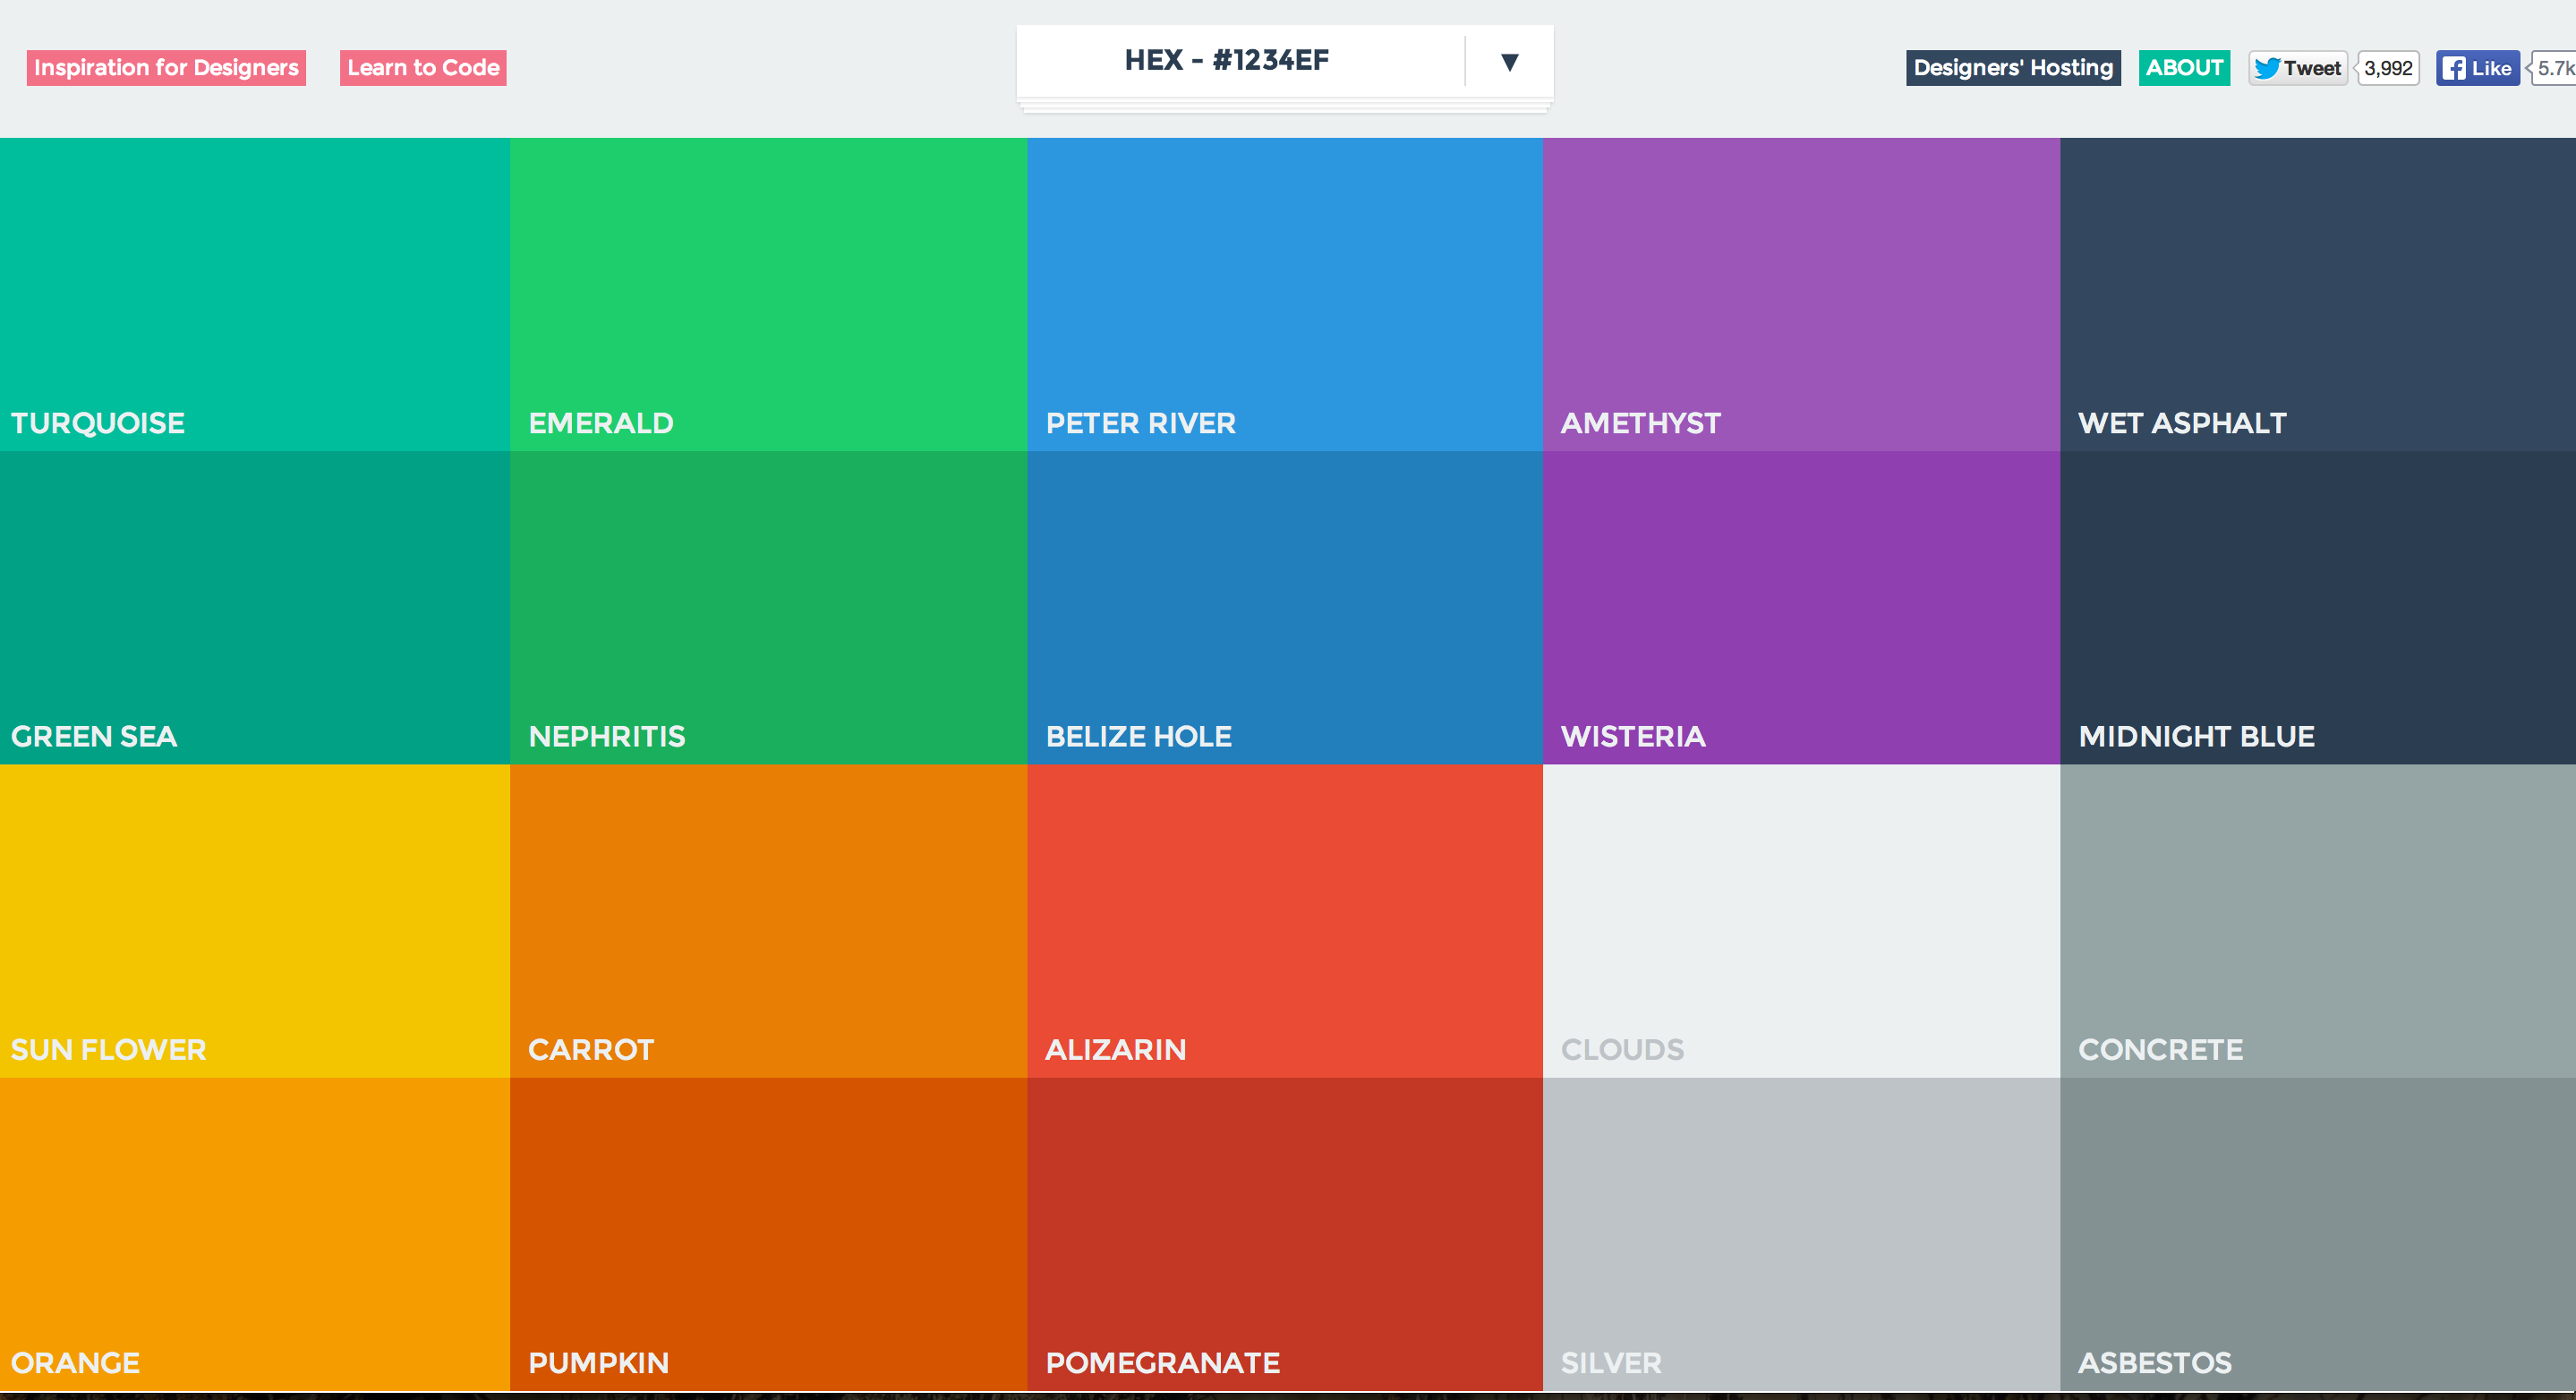 Inspiration for Designers
Learn to Code
HEX - #1234EF
▼
Designers' Hosting
ABOUT
Tweet
3,992
Like
5.7k
TURQUOISE
EMERALD
PETER RIVER
AMETHYST
WET ASPHALT
GREEN SEA
NEPHRITIS
BELIZE HOLE
WISTERIA
MIDNIGHT BLUE
SUN FLOWER
CARROT
ALIZARIN
CLOUDS
CONCRETE
ORANGE
PUMPKIN
POMEGRANATE
SILVER
ASBESTOS